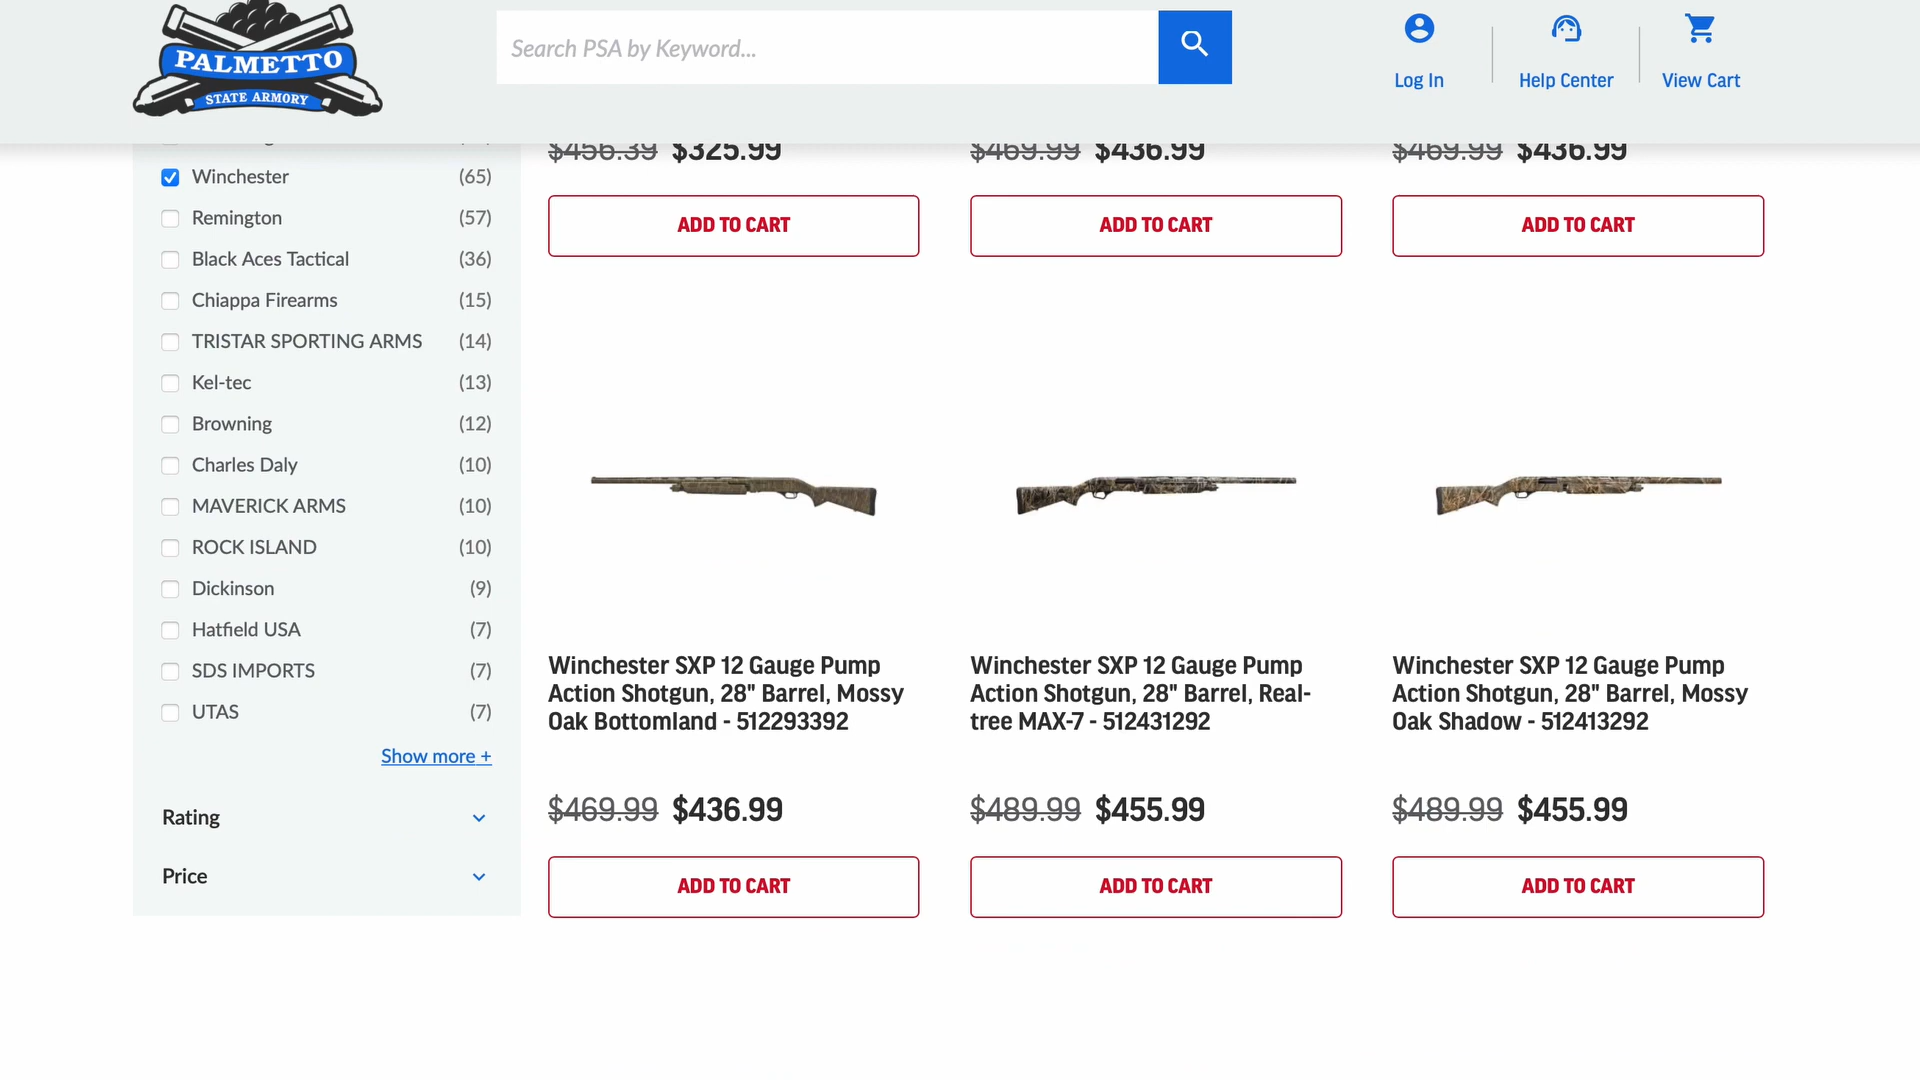 PALMETTO
STATE ARMORY
Search PSA by Keyword...
Log In
Help Center
View Cart
Winchester (65)
Remington (57)
Black Aces Tactical (36)
Chiappa Firearms (15)
TRISTAR SPORTING ARMS (14)
Kel-tec (13)
Browning (12)
Charles Daly (10)
MAVERICK ARMS (10)
ROCK ISLAND (10)
Dickinson (9)
Hatfield USA (7)
SDS IMPORTS (7)
UTAS (7)
Show more +
Rating
Price
$456.39 $325.99
ADD TO CART
$469.99 $436.99
ADD TO CART
$469.99 $436.99
ADD TO CART
Winchester SXP 12 Gauge Pump
Action Shotgun, 28" Barrel, Mossy
Oak Bottomland - 512293392
$469.99 $436.99
ADD TO CART
Winchester SXP 12 Gauge Pump
Action Shotgun, 28" Barrel, Real-
tree MAX-7 - 512431292
$489.99 $455.99
ADD TO CART
Winchester SXP 12 Gauge Pump
Action Shotgun, 28" Barrel, Mossy
Oak Shadow - 512413292
$489.99 $455.99
ADD TO CART